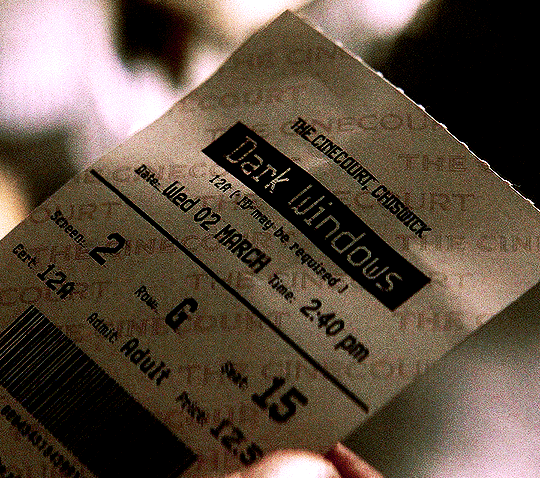 THE CINECOURT, CHISWICK
Dark Windows
12A ( ID may be required )
Date: Wed 02 MARCH Time: 2:40 pm
Screen: 2 Row: G Seat: 15
Cert: 12A Admit Adult Price: 12.5